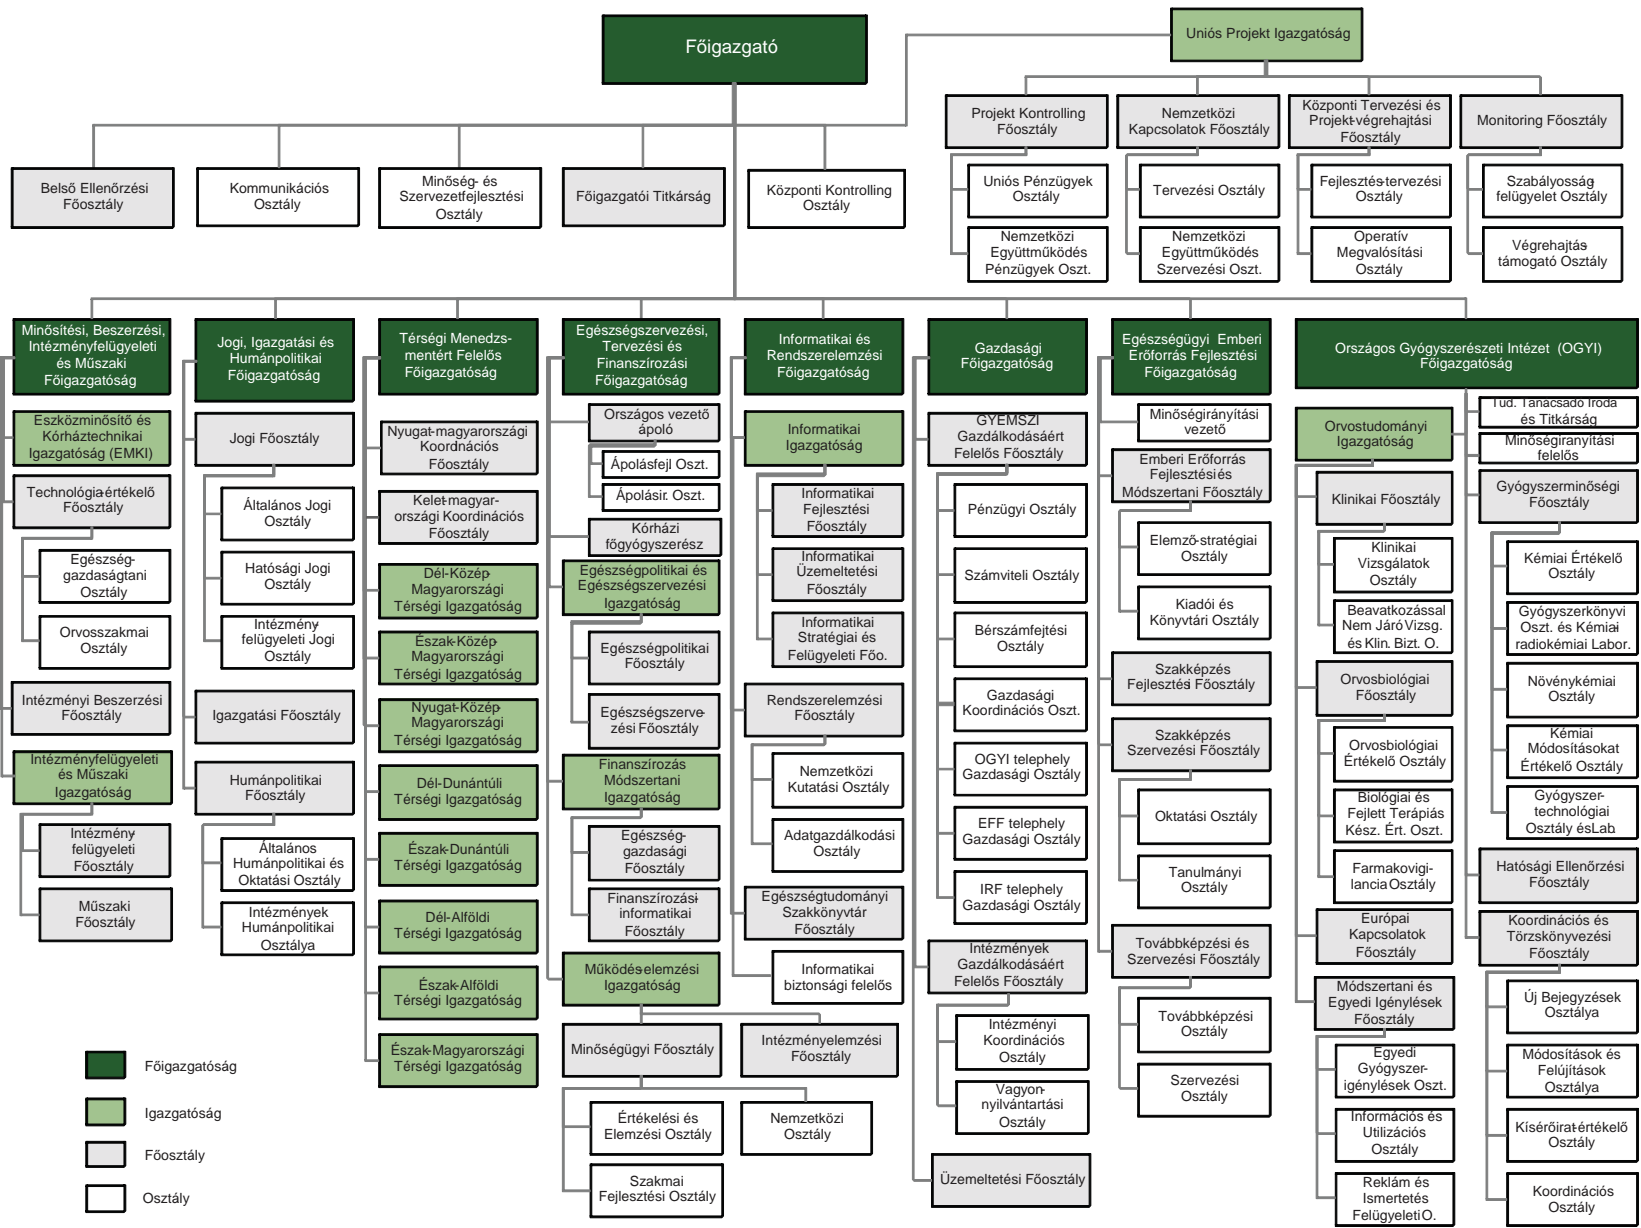 Főigazgató
Uniós Projekt Igazgatóság
Projekt Kontrolling
Főosztály
Nemzetközi
Kapcsolatok Főosztály
Központi Tervezési és
Projekt-végrehajtási
Főosztály
Monitoring Főosztály
Uniós Pénzügyek
Osztály
Tervezési Osztály
Fejlesztés-tervezési
Osztály
Szabályosság-
felügyelet Osztály
Nemzetközi
Együttműködés
Pénzügyek Oszt.
Nemzetközi
Együttműködés
Szervezési Oszt.
Operatív
Megvalósítási
Osztály
Végrehajtás-
támogató Osztály
Belső Ellenőrzési
Főosztály
Kommunikációs
Osztály
Minőség- és
Szervezetfejlesztési
Osztály
Főigazgatói Titkárság
Központi Kontrolling
Osztály
Minősítési, Beszerzési,
Intézményfelügyeleti
és Műszaki
Főigazgatóság
Eszközminősítő és
Kórháztechnikai
Igazgatóság (EMKI)
Technológia-értékelő
Főosztály
Egészség-
gazdaságtani
Osztály
Orvosszakmai
Osztály
Intézményi Beszerzési
Főosztály
Intézményfelügyeleti
és Műszaki
Igazgatóság
Intézmény-
felügyeleti
Főosztály
Műszaki
Főosztály
Jogi, Igazgatási és
Humánpolitikai
Főigazgatóság
Jogi Főosztály
Általános Jogi
Osztály
Hatósági Jogi
Osztály
Intézmény-
felügyeleti Jogi
Osztály
Igazgatási Főosztály
Humánpolitikai
Főosztály
Általános
Humánpolitikai és
Oktatási Osztály
Intézmények
Humánpolitikai
Osztálya
Térségi Menedzs-
mentért Felelős
Főigazgatóság
Nyugat-magyarországi
Koordnációs
Főosztály
Kelet-magyar-
országi Koordinációs
Főosztály
Dél-Közép-
Magyarországi
Térségi Igazgatóság
Észak-Közép-
Magyarországi
Térségi Igazgatóság
Nyugat-Közép-
Magyarországi
Térségi Igazgatóság
Dél-Dunántúli
Térségi Igazgatóság
Észak-Dunántúli
Térségi Igazgatóság
Dél-Alföldi
Térségi Igazgatóság
Észak-Alföldi
Térségi Igazgatóság
Észak-Magyarországi
Térségi Igazgatóság
Egészségszervezési,
Tervezési és
Finanszírozási
Főigazgatóság
Országos vezető
ápoló
Ápolásfejl Oszt.
Ápolásir. Oszt.
Kórházi
főgyógyszerész
Egészségpolitikai és
Egészségszervezési
Igazgatóság
Egészségpolitikai
Főosztály
Egészségszerve-
zési Főosztály
Finanszírozás
Módszertani
Igazgatóság
Egészség-
gazdasági
Főosztály
Finanszírozási-
informatikai
Főosztály
Működés-elemzési
Igazgatóság
Minőségügyi Főosztály
Intézményelemzési
Főosztály
Értékelési és
Elemzési Osztály
Nemzetközi
Osztály
Szakmai
Fejlesztési Osztály
Informatikai és
Rendszerelemzési
Főigazgatóság
Informatikai
Igazgatóság
Informatikai
Fejlesztési
Főosztály
Informatikai
Üzemeltetési
Főosztály
Informatikai
Stratégiai és
Felügyeleti Főo.
Rendszerelemzési
Főosztály
Nemzetközi
Kutatási Osztály
Adatgazdálkodási
Osztály
Egészségtudományi
Szakkönyvtár
Főosztály
Informatikai
biztonsági felelős
Gazdasági
Főigazgatóság
GYEMSZI
Gazdálkodásáért
Felelős Főosztály
Pénzügyi Osztály
Számviteli Osztály
Bérszámfejtési
Osztály
Gazdasági
Koordinációs Oszt.
OGYI telephely
Gazdasági Osztály
EFF telephely
Gazdasági Osztály
IRF telephely
Gazdasági Osztály
Intézmények
Gazdálkodásáért
Felelős Főosztály
Intézményi
Koordinációs
Osztály
Vagyon-
nyilvántartási
Osztály
Üzemeltetési Főosztály
Egészségügyi Emberi
Erőforrás Fejlesztési
Főigazgatóság
Minőségirányítási
vezető
Emberi Erőforrás
Fejlesztési és
Módszertani Főosztály
Elemző-stratégiai
Osztály
Kiadói és
Könyvtári Osztály
Szakképzés
Fejlesztési Főosztály
Szakképzés
Szervezési Főosztály
Oktatási Osztály
Tanulmányi
Osztály
Továbbképzési és
Szervezési Főosztály
Továbbképzési
Osztály
Szervezési
Osztály
Országos Gyógyszerészeti Intézet (OGYI)
Főigazgatóság
Orvostudományi
Igazgatóság
Klinikai Főosztály
Klinikai
Vizsgálatok
Osztály
Beavatkozással
Nem Járó Vizsg.
és Klin. Bizt. O.
Orvosbiológiai
Főosztály
Orvosbiológiai
Értékelő Osztály
Biológiai és
Fejlett Terápiás
Kész. Ért. Oszt.
Farmakovigi-
lancia Osztály
Európai
Kapcsolatok
Főosztály
Módszertani és
Egyedi Igénylések
Főosztály
Egyedi
Gyógyszer-
igénylések Oszt.
Információs és
Utilizációs
Osztály
Reklám és
Ismertetés
Felügyeleti O.
Tud. Tanácsadó Iroda
és Titkárság
Minőségiranyítási
felelős
Gyógyszerminőségi
Főosztály
Kémiai Értékelő
Osztály
Gyógyszerkönyvi
Oszt. és Kémiai-
radiokémiai Labor.
Növénykémiai
Osztály
Kémiai
Módosításokat
Értékelő Osztály
Gyógyszer-
technológiai
Osztály és Lab.
Hatósági Ellenőrzési
Főosztály
Koordinációs és
Törzskönyvezési
Főosztály
Új Bejegyzések
Osztálya
Módosítások és
Felújítások
Osztálya
Kísérőirat-értékelő
Osztály
Koordinációs
Osztály
Főigazgatóság
Igazgatóság
Főosztály
Osztály